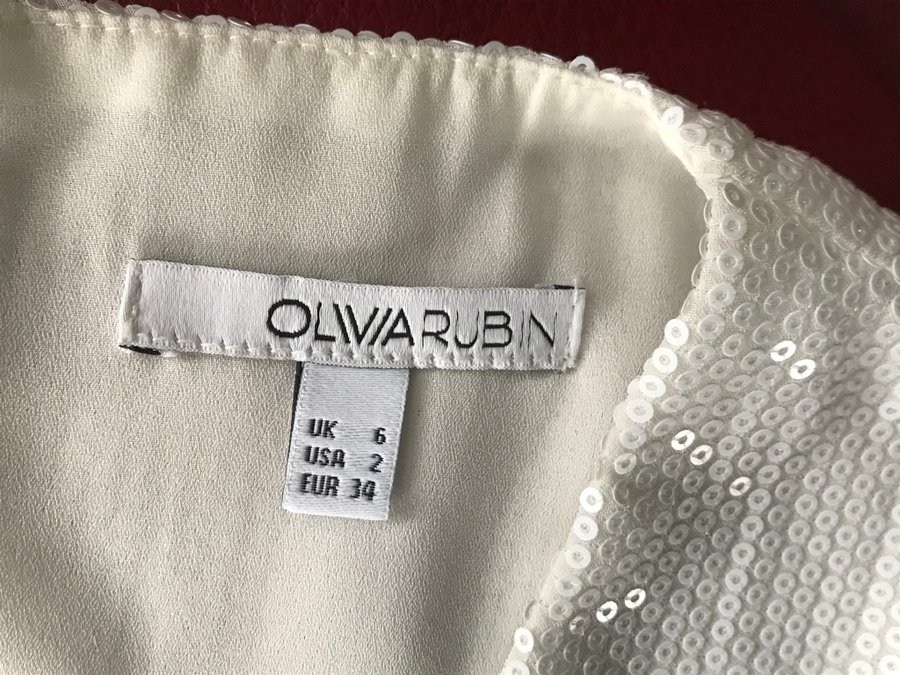 OLIVIARUBIN
UK 6
USA 2
EUR 34